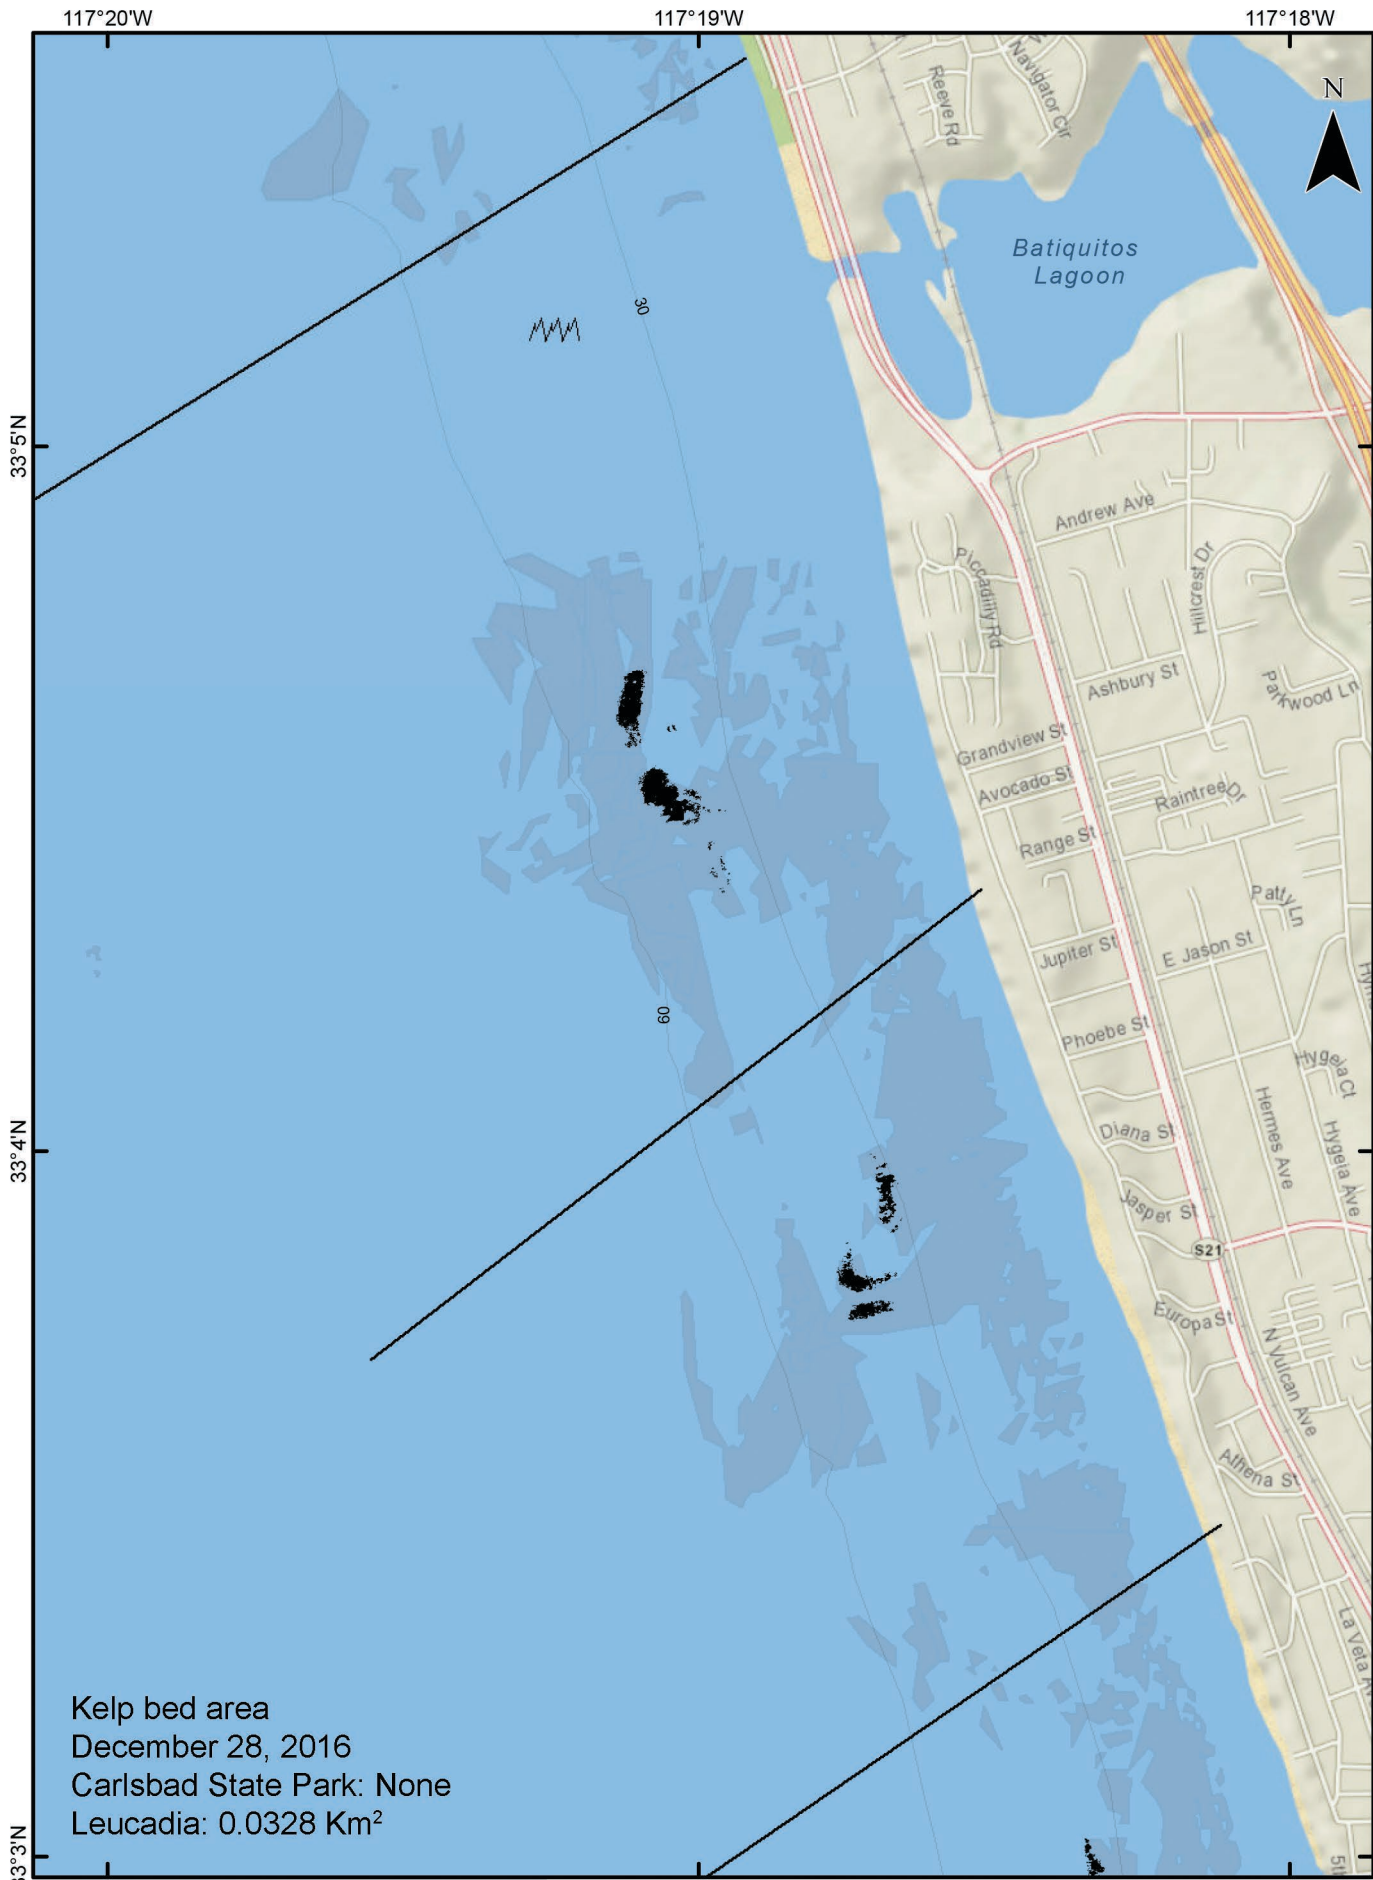 117°20'W
117°19'W
117°18'W
N
Reeve Rd
Navigator Cir
Batiquitos
Lagoon
30
33°5'N
Andrew Ave
Piccadilly Rd
Hillcrest Dr
Ashbury St
Parkwood Ln
Grandview St
Avocado St
Raintree Dr
Range St
Patty Ln
Jupiter St
E Jason St
60
Phoebe St
Hygeia Ct
33°4'N
Diana St
Hermes Ave
Hygeia Ave
Jasper St
S21
Europa St
N Vulcan Ave
Athena St
La Veta
Kelp bed area
December 28, 2016
Carlsbad State Park: None
Leucadia: 0.0328 Km²
33°3'N
5th